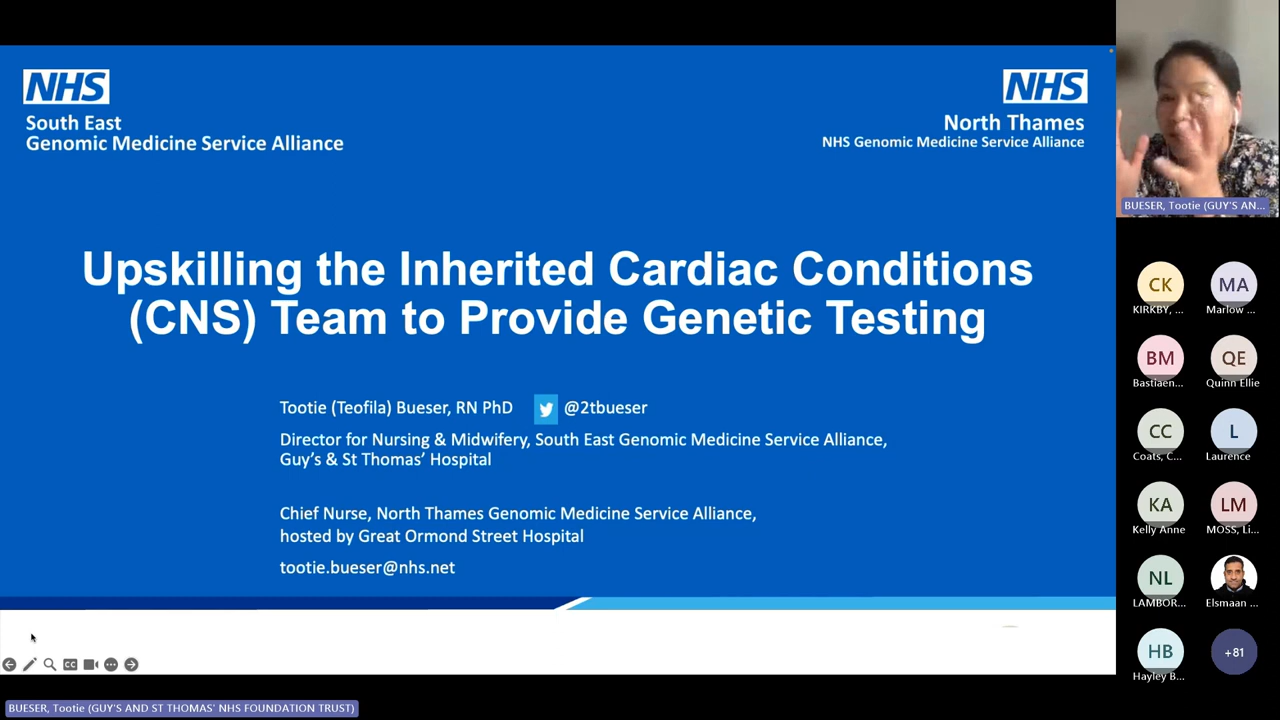 NHS
South East
Genomic Medicine Service Alliance
NHS
North Thames
NHS Genomic Medicine Service Alliance
Upskilling the Inherited Cardiac Conditions
(CNS) Team to Provide Genetic Testing
Tootie (Teofila) Bueser, RN PhD @2tbueser
Director for Nursing & Midwifery, South East Genomic Medicine Service Alliance,
Guy's & St Thomas' Hospital
Chief Nurse, North Thames Genomic Medicine Service Alliance,
hosted by Great Ormond Street Hospital
tootie.bueser@nhs.net
CC
BUESER, Tootie (GUY'S AND ST THOMAS' NHS FOUNDATION TRUST)
BUESER, Tootie (GUY'S AN...
CK MA
KIRKBY, ... Marlow ...
BM QE
Bastiaen... Quinn Ellie
CC L
Coats, C... Laurence
KA LM
Kelly Anne MOSS, Li...
NL
LAMBOR... Elsmaan ...
HB +81
Hayley B...